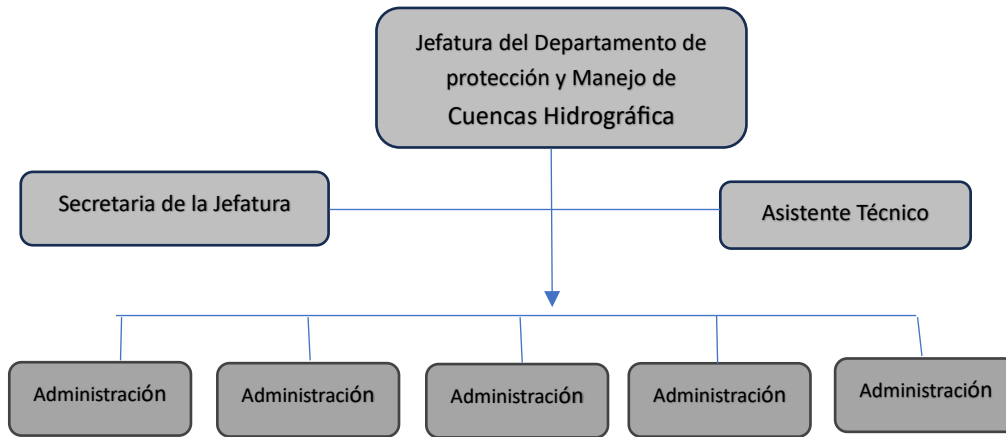 Jefatura del Departamento de
protección y Manejo de
Cuencas Hidrográfica
Secretaria de la Jefatura
Asistente Técnico
Administración
Administración
Administración
Administración
Administración